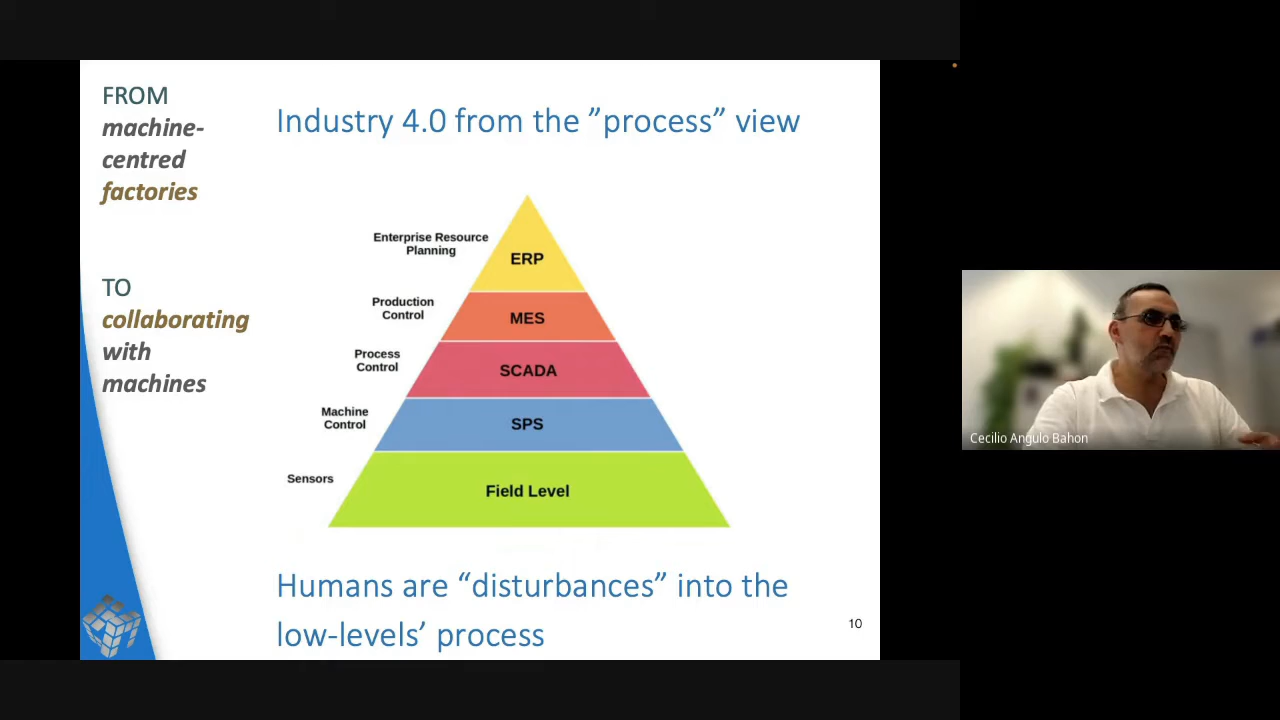 FROM
machine-
centred
factories
TO
collaborating
with
machines
Industry 4.0 from the ”process” view
Enterprise Resource
Planning
ERP
Production
Control
MES
Process
Control
SCADA
Machine
Control
SPS
Sensors
Field Level
Humans are “disturbances” into the
low-levels’ process
10
Cecilio Angulo Bahon